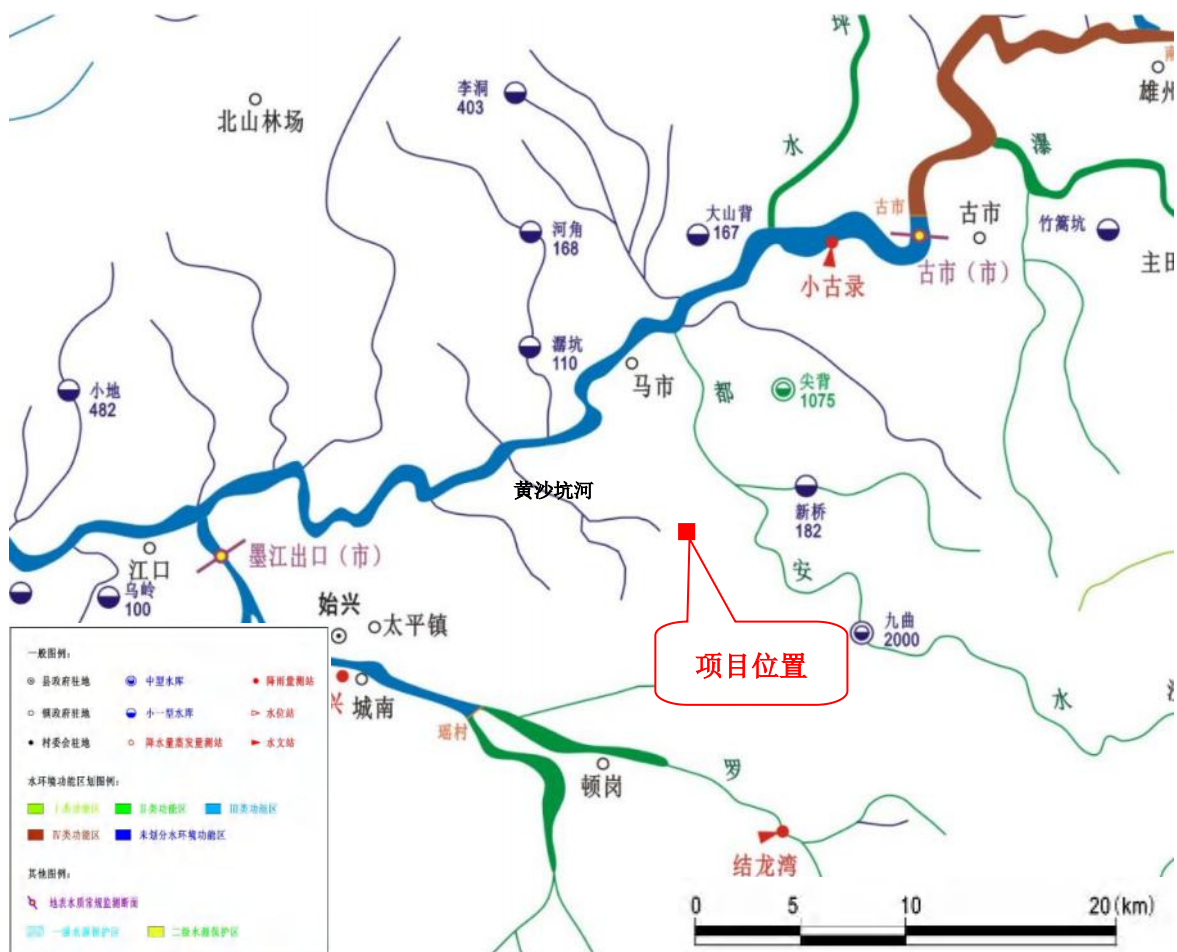 坪
水
李洞
403
北山林场
雄州
瀑
大山背
167
古市
古市
河角
168
竹篙坑
古市（市）
主田
小古录
潺坑
110
马市
都
尖背
1075
小地
482
黄沙坑河
新桥
182
墨江出口（市）
江口
安
乌岭
100
始兴
太平镇
九曲
2000
项目位置
水
兴
城南
瑶村
顿岗
罗
结龙湾
一般图例：
县政府驻地
中型水库
降雨量测站
镇政府驻地
小一型水库
水位站
村委会驻地
降水量蒸发量测站
水文站
水环境功能区划图例：
I类功能区
II类功能区
III类功能区
IV类功能区
未划分水环境功能区
其他图例：
地表水质常规监测断面
一级水源保护区
二级水源保护区
0 5 10 20(km)